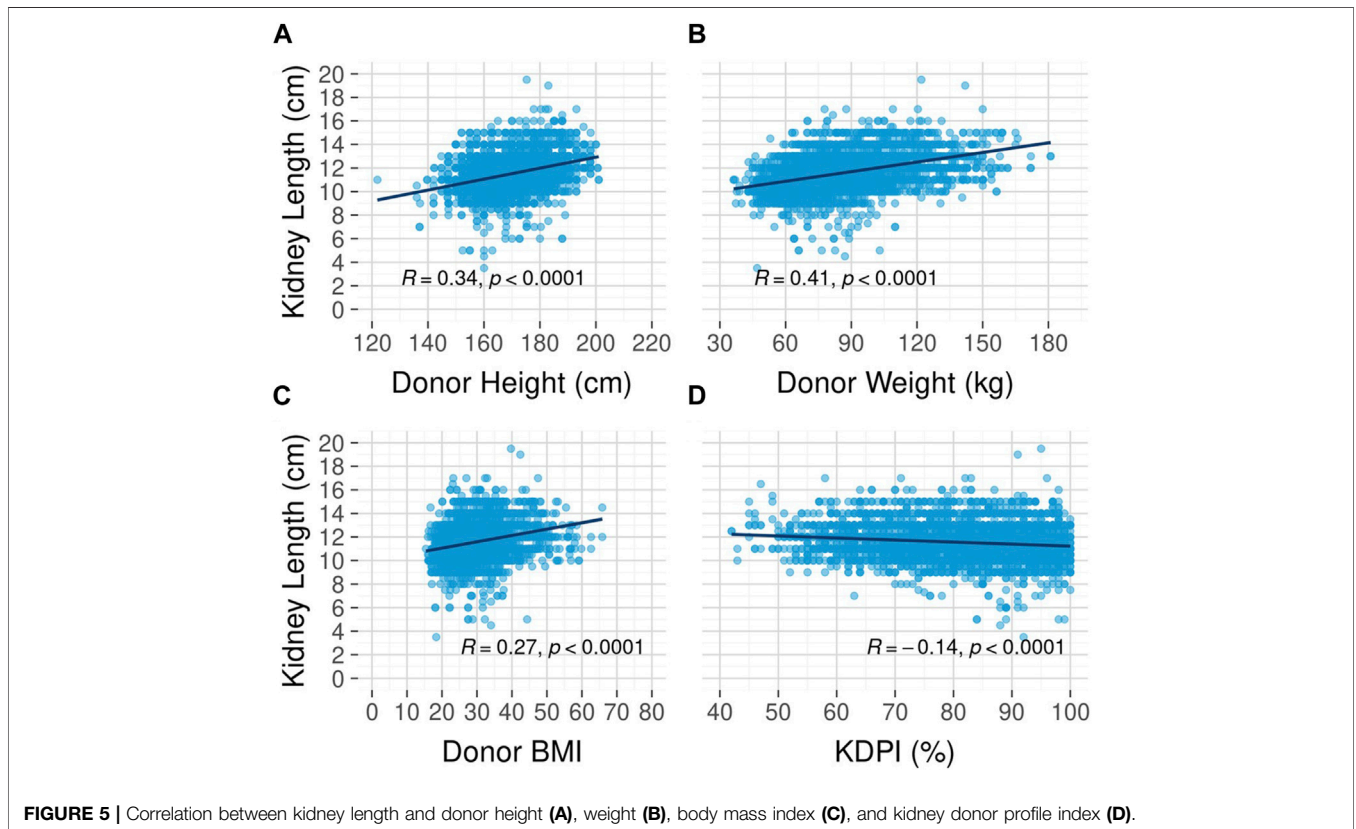 A
B
Kidney Length (cm)
20
18
16
14
12
10
8
6
4
2
0
R = 0.34, p < 0.0001
R = 0.41, p < 0.0001
120 140 160 180 200 220
30 60 90 120 150 180
Donor Height (cm)
Donor Weight (kg)
C
D
Kidney Length (cm)
20
18
16
14
12
10
8
6
4
2
0
R = 0.27, p < 0.0001
R = −0.14, p < 0.0001
0 10 20 30 40 50 60 70 80
40 50 60 70 80 90 100
Donor BMI
KDPI (%)
FIGURE 5 | Correlation between kidney length and donor height (A), weight (B), body mass index (C), and kidney donor profile index (D).